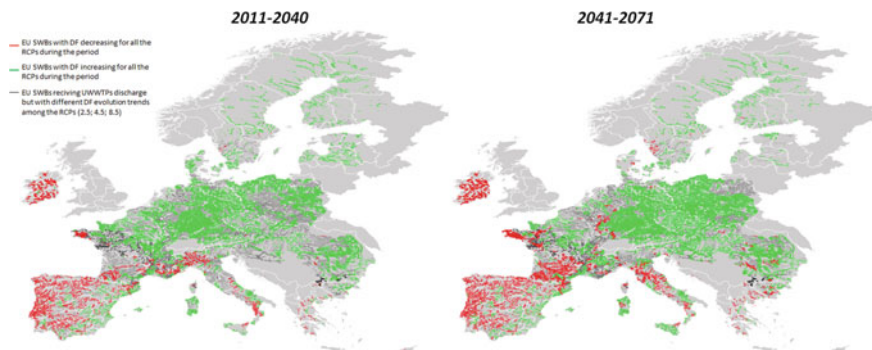 2011-2040
2041-2071
EU SWBs with DF decreasing for all the
RCPs during the period
EU SWBs with DF increasing for all the
RCPs during the period
EU SWBs reciving UWWTPs discharge
but with different DF evolution trends
among the RCPs (2.5; 4.5; 8.5)